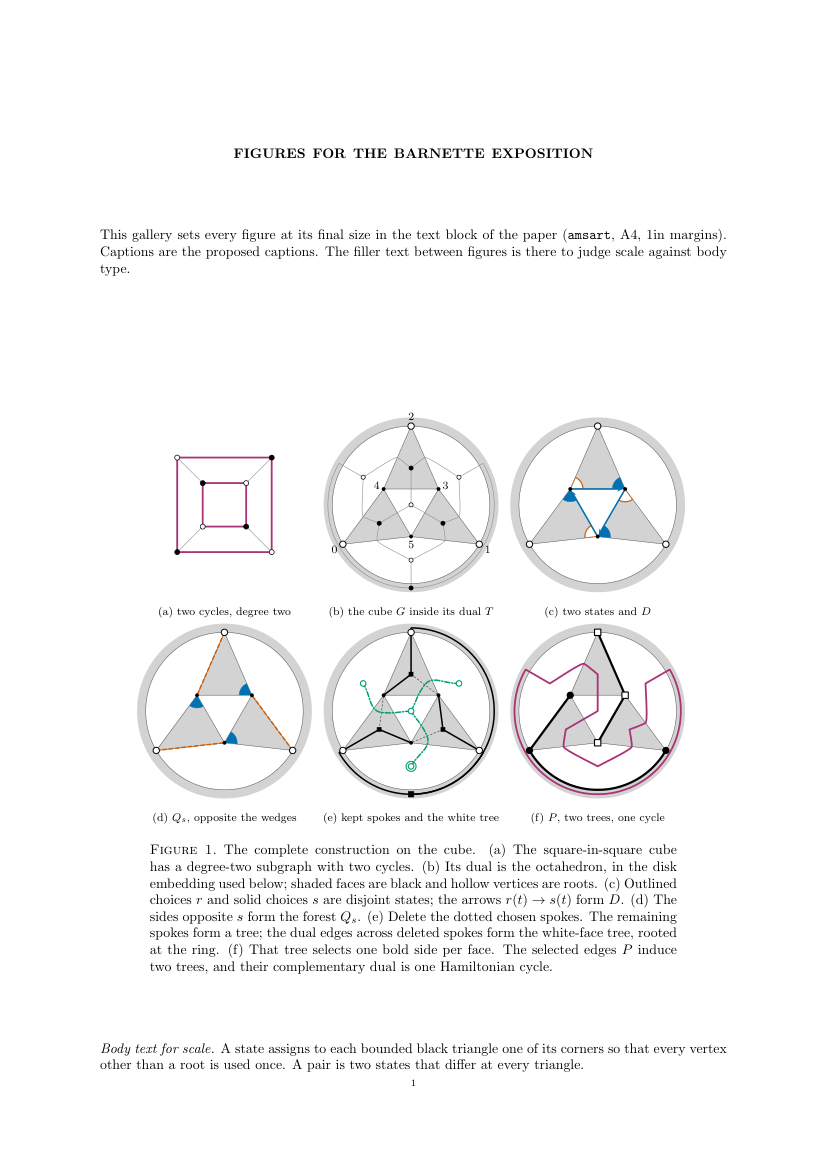 FIGURES FOR THE BARNETTE EXPOSITION
This gallery sets every figure at its final size in the text block of the paper (amsart, A4, 1in margins).
Captions are the proposed captions. The filler text between figures is there to judge scale against body
type.
2
4
3
0
5
1
(a) two cycles, degree two
(b) the cube G inside its dual T
(c) two states and D
(d) Qs, opposite the wedges
(e) kept spokes and the white tree
(f) P, two trees, one cycle
FIGURE 1. The complete construction on the cube. (a) The square-in-square cube
has a degree-two subgraph with two cycles. (b) Its dual is the octahedron, in the disk
embedding used below; shaded faces are black and hollow vertices are roots. (c) Outlined
choices r and solid choices s are disjoint states; the arrows r(t) → s(t) form D. (d) The
sides opposite s form the forest Qs. (e) Delete the dotted chosen spokes. The remaining
spokes form a tree; the dual edges across deleted spokes form the white-face tree, rooted
at the ring. (f) That tree selects one bold side per face. The selected edges P induce
two trees, and their complementary dual is one Hamiltonian cycle.
Body text for scale. A state assigns to each bounded black triangle one of its corners so that every vertex
other than a root is used once. A pair is two states that differ at every triangle.
1